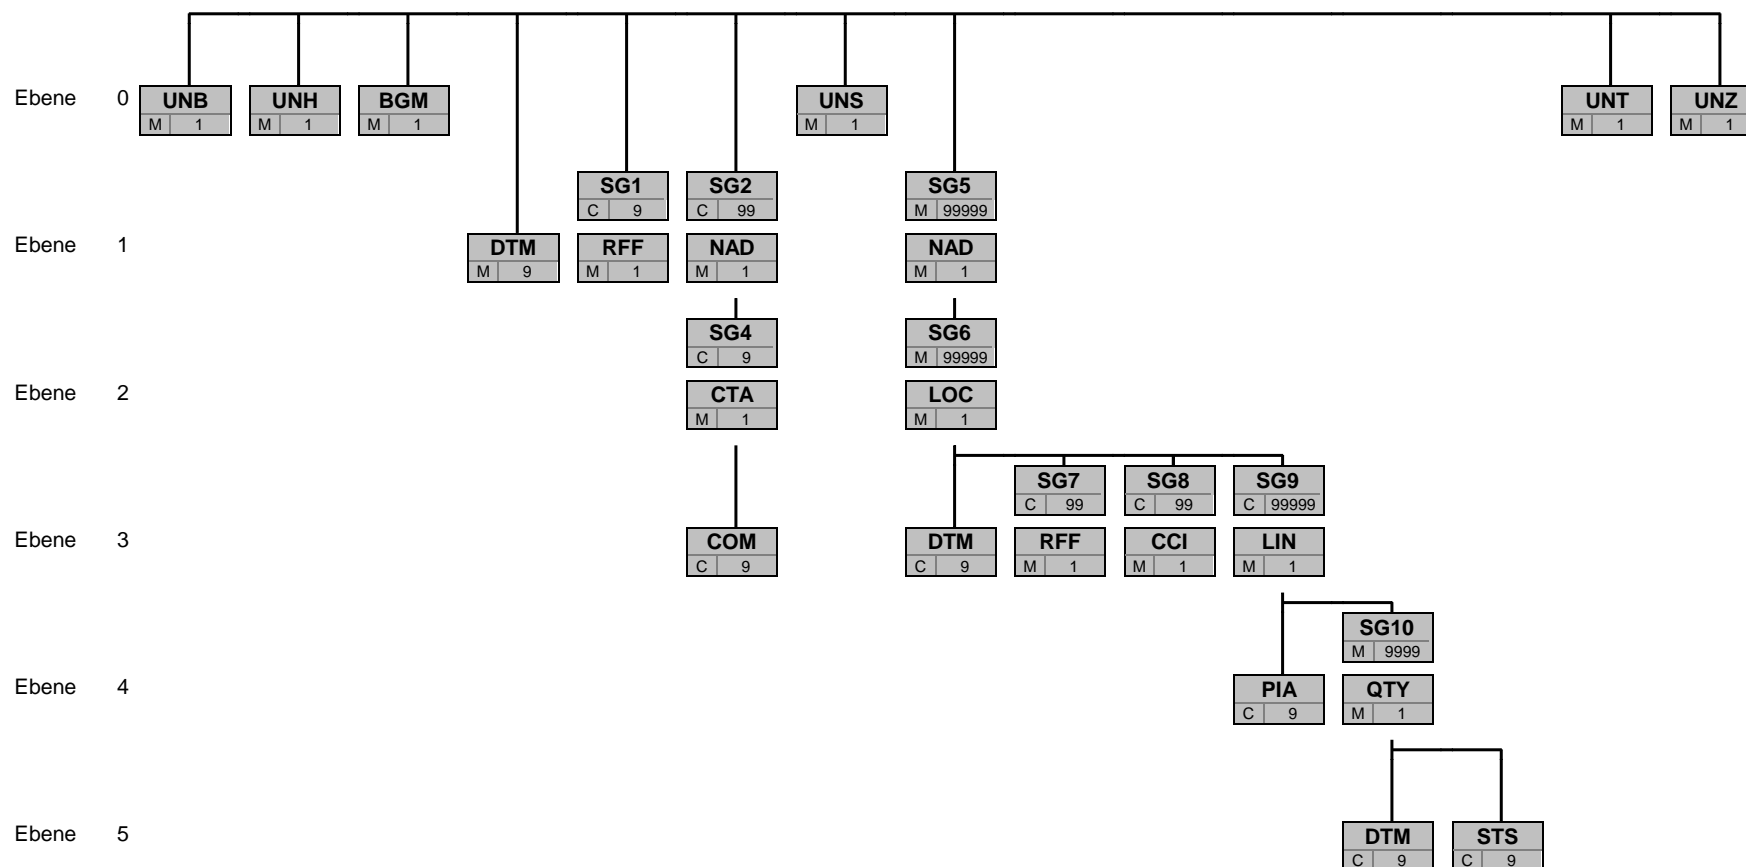 Ebene 0 UNB UNH BGM UNS UNT UNZ
M 1 M 1 M 1 M 1 M 1 M 1
SG1 SG2 SG5
C 9 C 99 M 99999
Ebene 1 DTM RFF NAD NAD
M 9 M 1 M 1 M 1
SG4 SG6
C 9 M 99999
Ebene 2 CTA LOC
M 1 M 1
SG7 SG8 SG9
C 99 C 99 C 99999
Ebene 3 COM DTM RFF CCI LIN
C 9 C 9 M 1 M 1 M 1
SG10
M 9999
Ebene 4 PIA QTY
C 9 M 1
Ebene 5 DTM STS
C 9 C 9